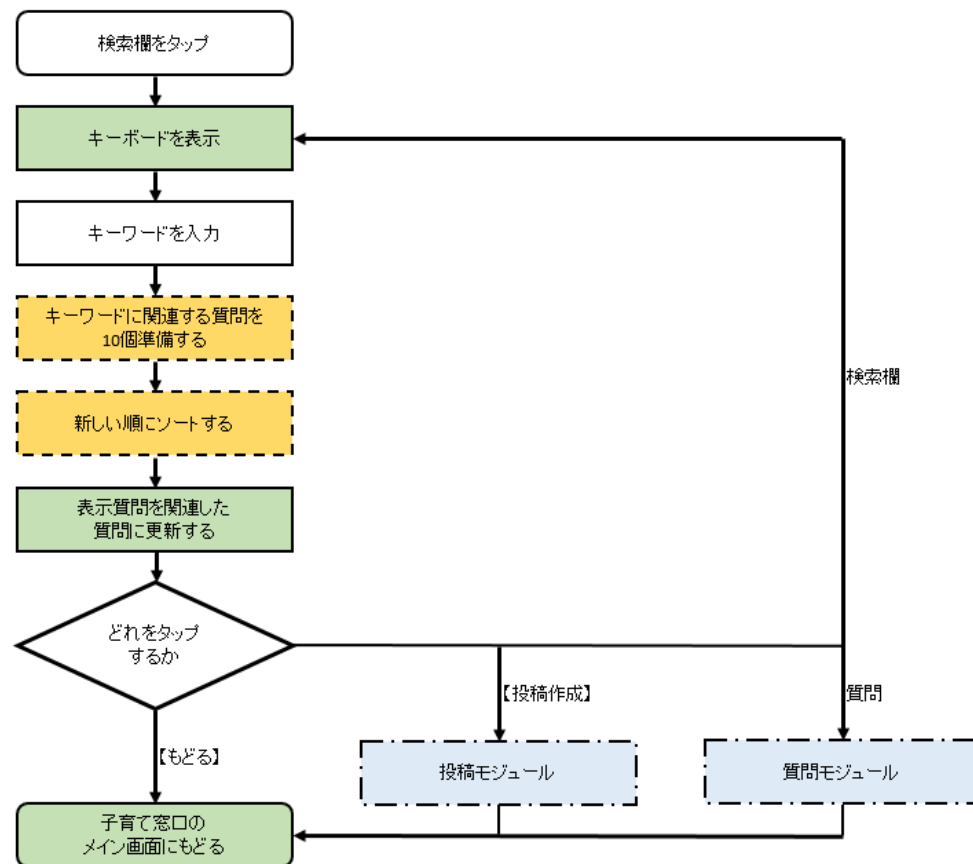 検索欄をタップ
キーボードを表示
キーワードを入力
キーワードに関連する質問を
10個準備する
新しい順にソートする
表示質問を関連した
質問に更新する
どれをタップ
するか
検索欄
【投稿作成】
質問
【もどる】
投稿モジュール
質問モジュール
子育て窓口の
メイン画面にもどる